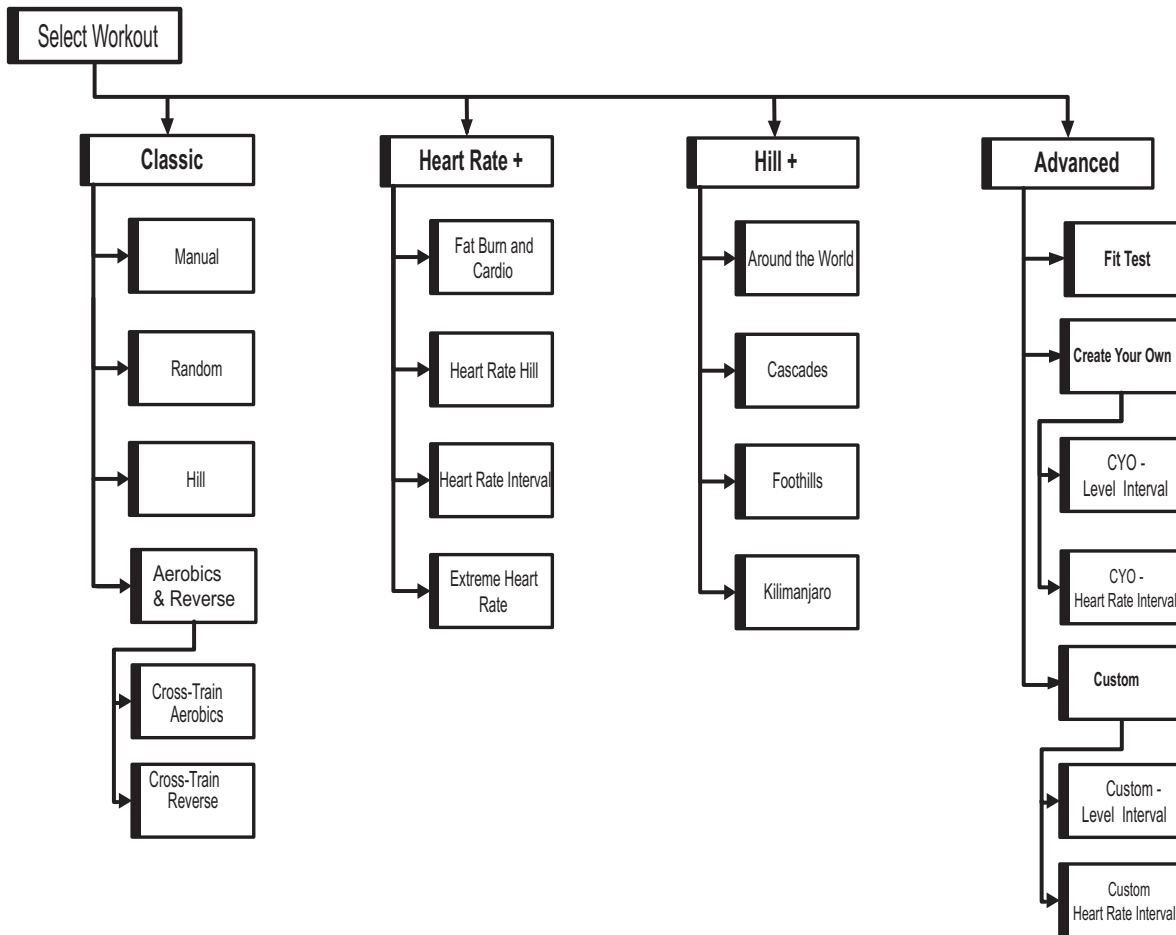 Select Workout
Classic
Manual
Random
Hill
Aerobics
& Reverse
Cross-Train
Aerobics
Cross-Train
Reverse
Heart Rate +
Fat Burn and
Cardio
Heart Rate Hill
Heart Rate Interval
Extreme Heart
Rate
Hill +
Around the World
Cascades
Foothills
Kilimanjaro
Advanced
Fit Test
Create Your Own
CYO -
Level Interval
CYO -
Heart Rate Interval
Custom
Custom -
Level Interval
Custom
Heart Rate Interval